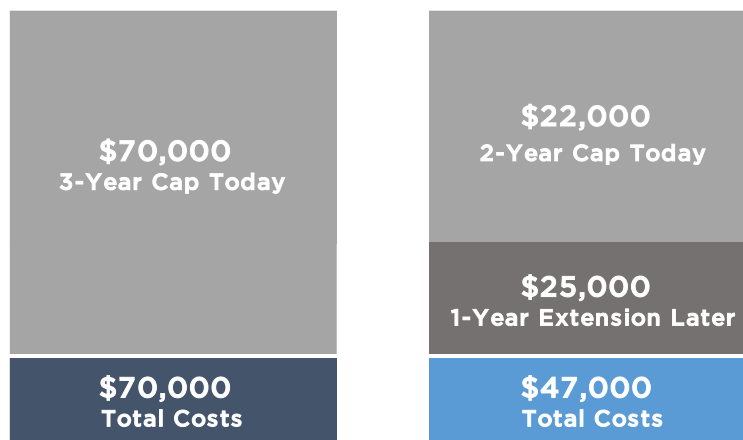 $70,000
3-Year Cap Today
$70,000
Total Costs
$22,000
2-Year Cap Today
$25,000
1-Year Extension Later
$47,000
Total Costs